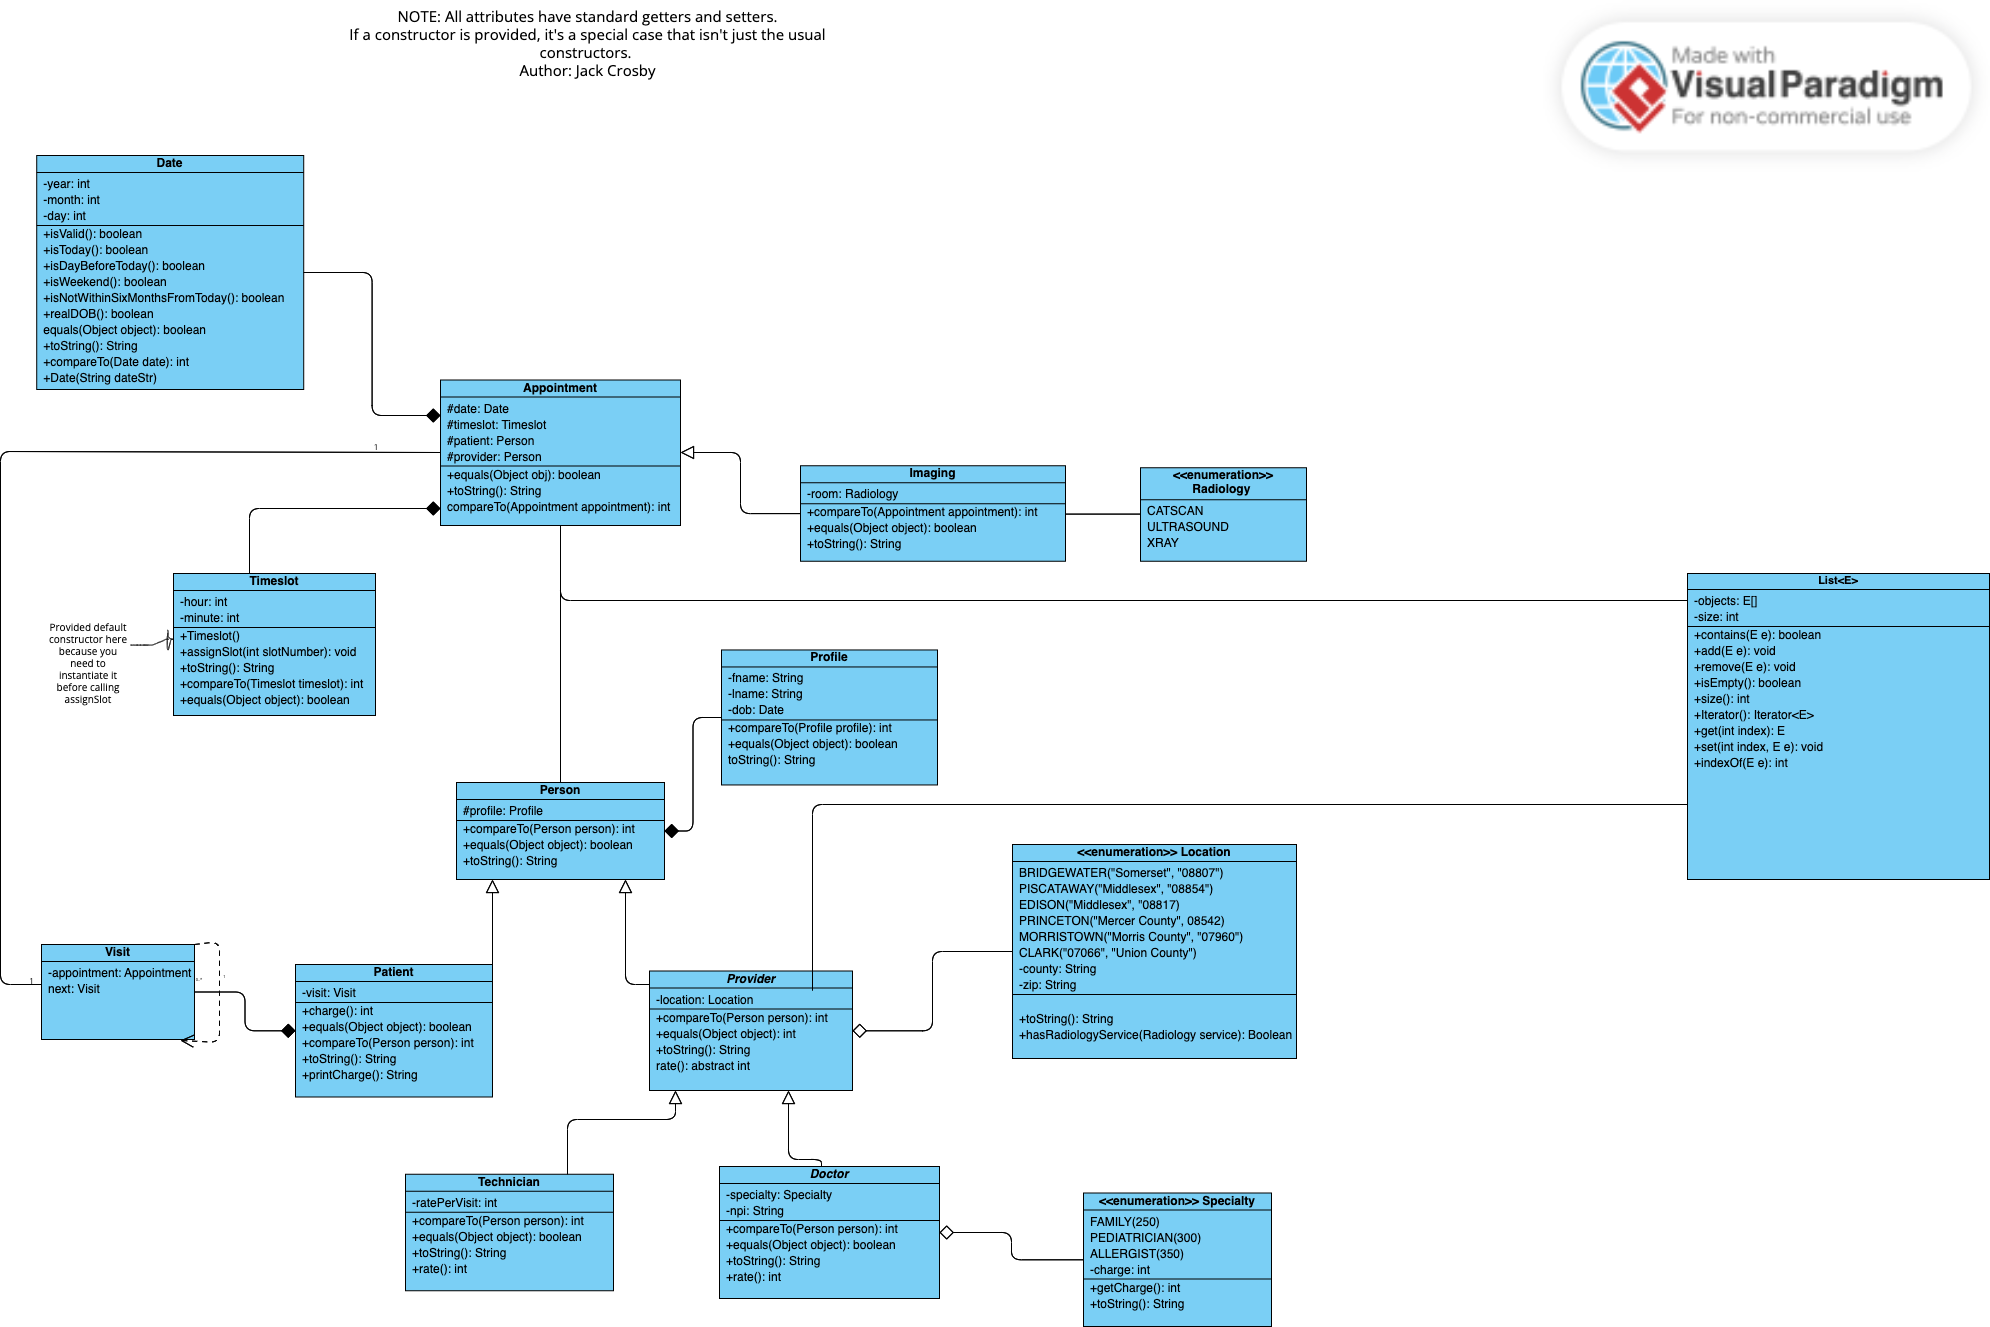 NOTE: All attributes have standard getters and setters.
If a constructor is provided, it's a special case that isn't just the usual
constructors.
Author: Jack Crosby
Made with
Visual Paradigm
For non-commercial use
Date
-year: int
-month: int
-day: int
+isValid(): boolean
+isToday(): boolean
+isDayBeforeToday(): boolean
+isWeekend(): boolean
+isNotWithinSixMonthsFromToday(): boolean
+realDOB(): boolean
equals(Object object): boolean
+toString(): String
+compareTo(Date date): int
+Date(String dateStr)
Appointment
#date: Date
#timeslot: Timeslot
#patient: Person
#provider: Person
+equals(Object obj): boolean
+toString(): String
compareTo(Appointment appointment): int
1
Imaging
-room: Radiology
+compareTo(Appointment appointment): int
+equals(Object object): boolean
+toString(): String
<<enumeration>>
Radiology
CATSCAN
ULTRASOUND
XRAY
Timeslot
-hour: int
-minute: int
+Timeslot()
+assignSlot(int slotNumber): void
+toString(): String
+compareTo(Timeslot timeslot): int
+equals(Object object): boolean
Provided default
constructor here
because you
need to
instantiate it
before calling
assignSlot
List<E>
-objects: E[]
-size: int
+contains(E e): boolean
+add(E e): void
+remove(E e): void
+isEmpty(): boolean
+size(): int
+Iterator(): Iterator<E>
+get(int index): E
+set(int index, E e): void
+indexOf(E e): int
Profile
-fname: String
-lname: String
-dob: Date
+compareTo(Profile profile): int
+equals(Object object): boolean
toString(): String
Person
#profile: Profile
+compareTo(Person person): int
+equals(Object object): boolean
+toString(): String
<<enumeration>> Location
BRIDGEWATER("Somerset", "08807")
PISCATAWAY("Middlesex", "08854")
EDISON("Middlesex", "08817)
PRINCETON("Mercer County", 08542)
MORRISTOWN("Morris County", "07960")
CLARK("07066", "Union County")
-county: String
-zip: String
+toString(): String
+hasRadiologyService(Radiology service): Boolean
Visit
-appointment: Appointment
next: Visit
1
Patient
-visit: Visit
+charge(): int
+equals(Object object): boolean
+compareTo(Person person): int
+toString(): String
+printCharge(): String
Provider
-location: Location
+compareTo(Person person): int
+equals(Object object): int
+toString(): String
rate(): abstract int
Technician
-ratePerVisit: int
+compareTo(Person person): int
+equals(Object object): boolean
+toString(): String
+rate(): int
Doctor
-specialty: Specialty
-npi: String
+compareTo(Person person): int
+equals(Object object): boolean
+toString(): String
+rate(): int
<<enumeration>> Specialty
FAMILY(250)
PEDIATRICIAN(300)
ALLERGIST(350)
-charge: int
+getCharge(): int
+toString(): String